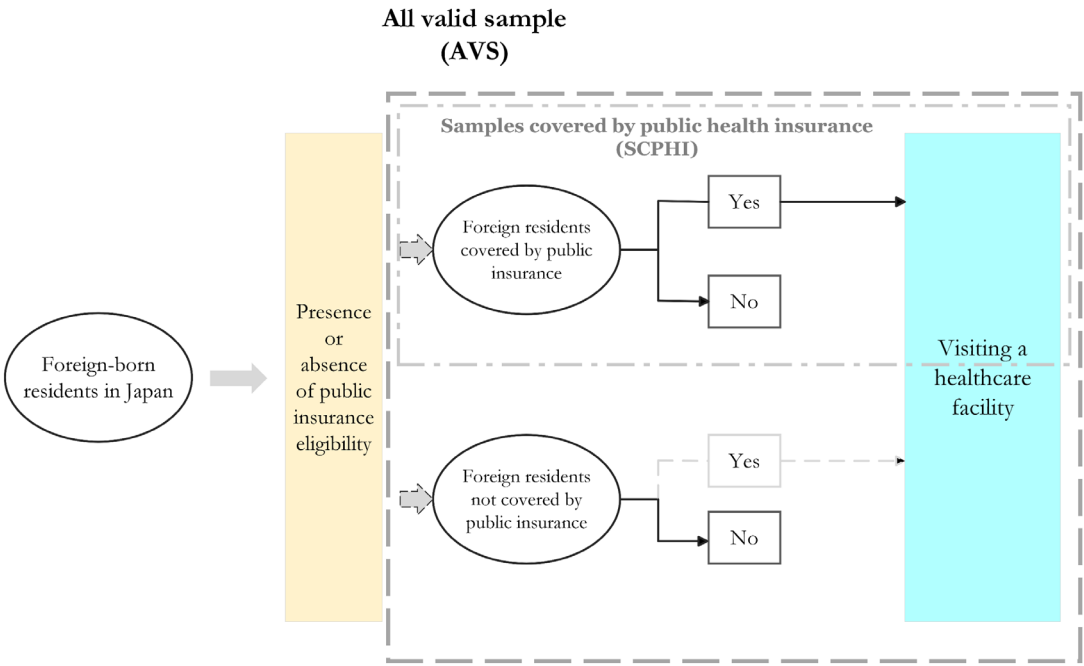 All valid sample
(AVS)
Samples covered by public health insurance
(SCPHI)
Foreign-born
residents in Japan
Presence
or
absence
of public
insurance
eligibility
Foreign residents
covered by public
insurance
Yes
No
Foreign residents
not covered by
public insurance
Yes
No
Visiting a
healthcare
facility